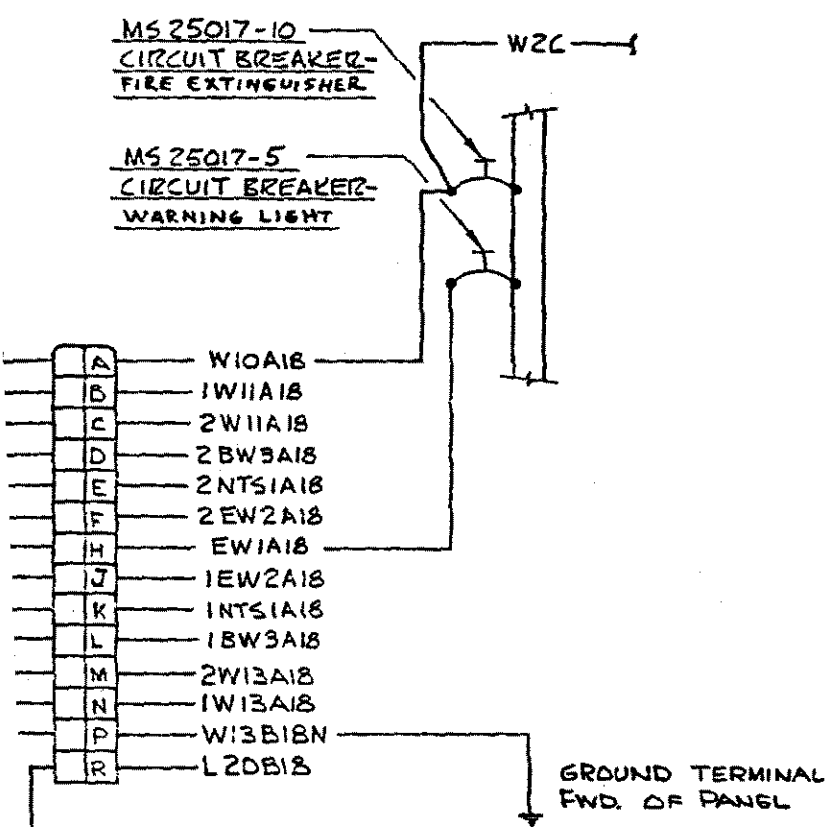 MS 25017-10
CIRCUIT BREAKER-
FIRE EXTINGUISHER
W2C
MS 25017-5
CIRCUIT BREAKER-
WARNING LIGHT
A W10A18
B 1W11A18
C 2W11A18
D 2BW3A18
E 2NTS1A18
F 2EW2A18
H EW1A18
J 1EW2A18
K 1NTS1A18
L 1BW3A18
M 2W13A18
N 1W13A18
P W13B18N
R L20B18
GROUND TERMINAL
FWD. OF PANEL